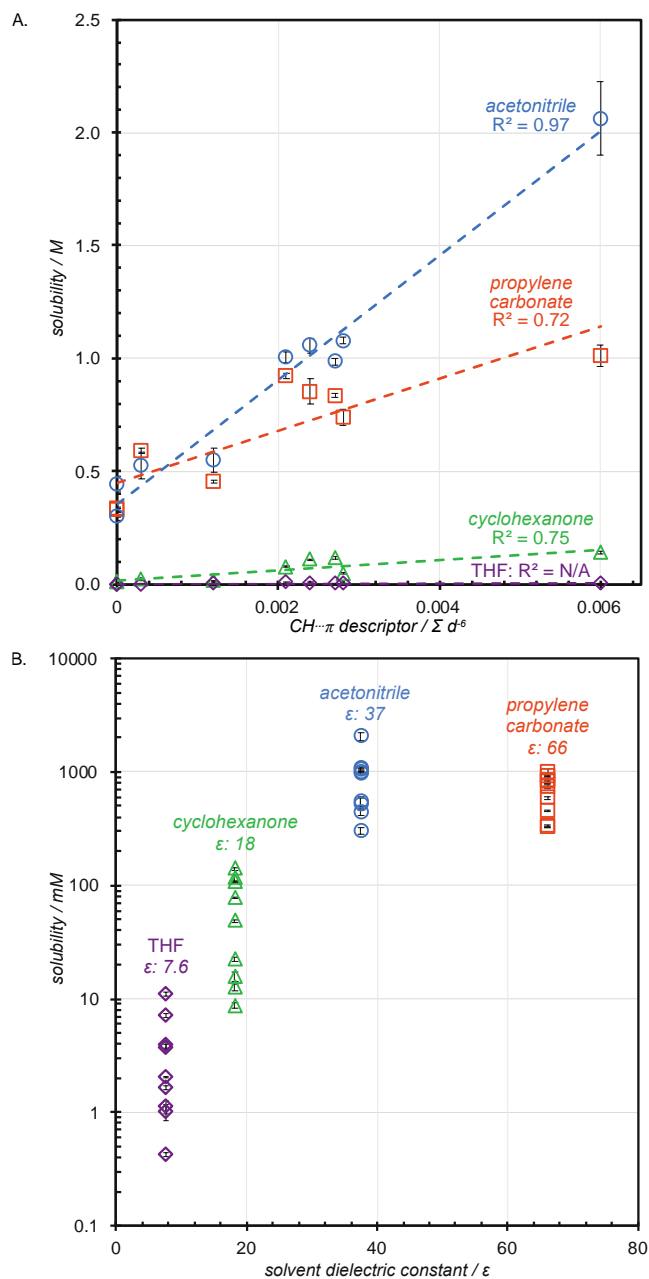 A.
2.5
2.0
1.5
1.0
0.5
0.0
solubility / M
acetonitrile
R² = 0.97
propylene
carbonate
R² = 0.72
cyclohexanone
R² = 0.75
THF: R² = N/A
0
0.002
0.004
0.006
CH···π descriptor / Σ d⁻⁶
B.
10000
1000
100
10
1
0.1
solubility / mM
acetonitrile
ε: 37
propylene
carbonate
ε: 66
cyclohexanone
ε: 18
THF
ε: 7.6
0
20
40
60
80
solvent dielectric constant / ε